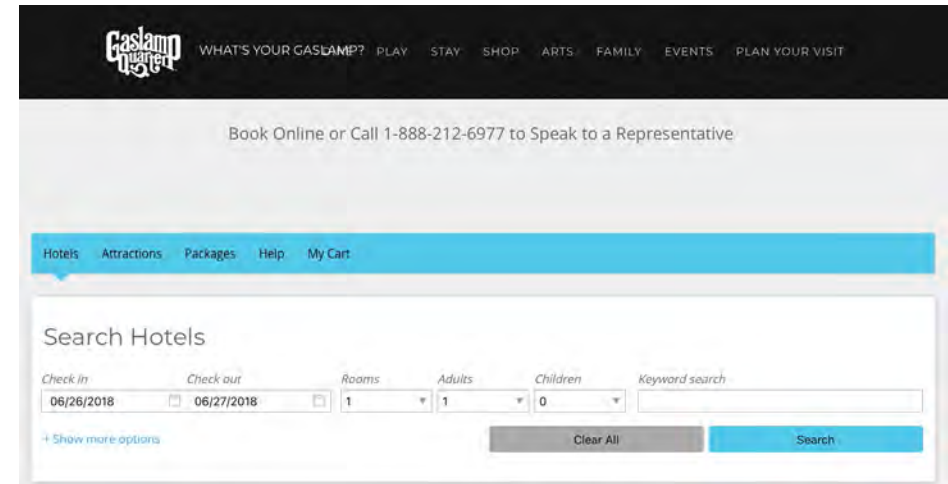 Gaslamp
Quarter
WHAT'S YOUR GASLAMP? PLAY STAY SHOP ARTS FAMILY EVENTS PLAN YOUR VISIT
Book Online or Call 1-888-212-6977 to Speak to a Representative
Hotels Attractions Packages Help My Cart
Search Hotels
Check in Check out Rooms Adults Children Keyword search
06/26/2018 06/27/2018 1 1 0
+ Show more options Clear All Search